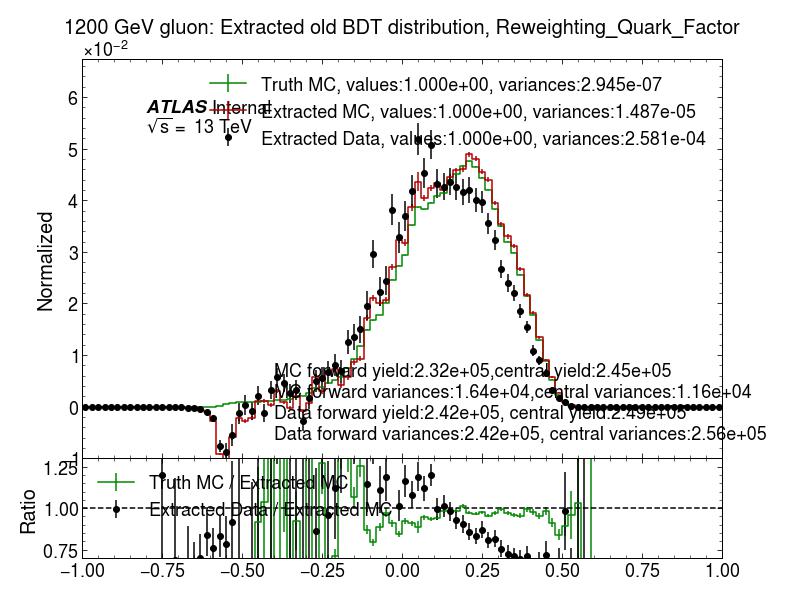 1200 GeV gluon: Extracted old BDT distribution, Reweighting_Quark_Factor
×10⁻²
Truth MC, values:1.000e+00, variances:2.945e-07
ATLAS Internal
Extracted MC, values:1.000e+00, variances:1.487e-05
√s = 13 TeV
Extracted Data, values:1.000e+00, variances:2.581e-04
6
5
4
3
2
1
0
Normalized
MC forward yield:2.32e+05,central yield:2.45e+05
MC forward variances:1.64e+04,central variances:1.16e+04
Data forward yield:2.42e+05, central yield:2.49e+05
Data forward variances:2.42e+05, central variances:2.56e+05
1.25
1.00
0.75
Ratio
Truth MC / Extracted MC
Extracted Data / Extracted MC
−1.00 −0.75 −0.50 −0.25 0.00 0.25 0.50 0.75 1.00